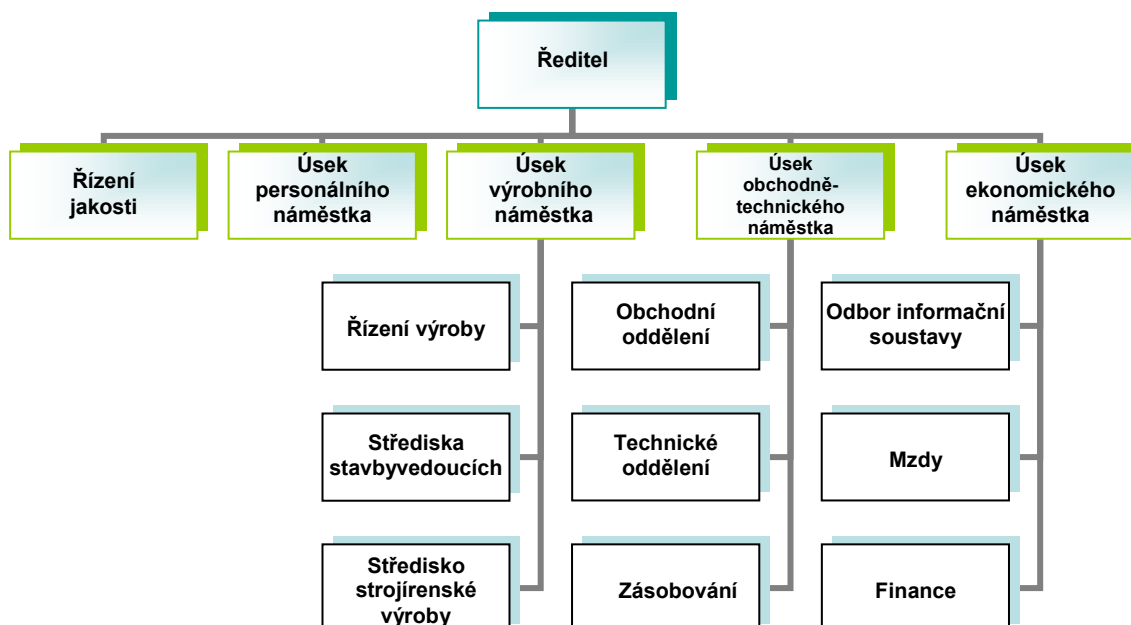 Ředitel
Řízení
jakosti
Úsek
personálního
náměstka
Úsek
výrobního
náměstka
Úsek
obchodně-
technického
náměstka
Úsek
ekonomického
náměstka
Řízení výroby
Obchodní
oddělení
Odbor informační
soustavy
Střediska
stavbyvedoucích
Technické
oddělení
Mzdy
Středisko
strojírenské
výroby
Zásobování
Finance